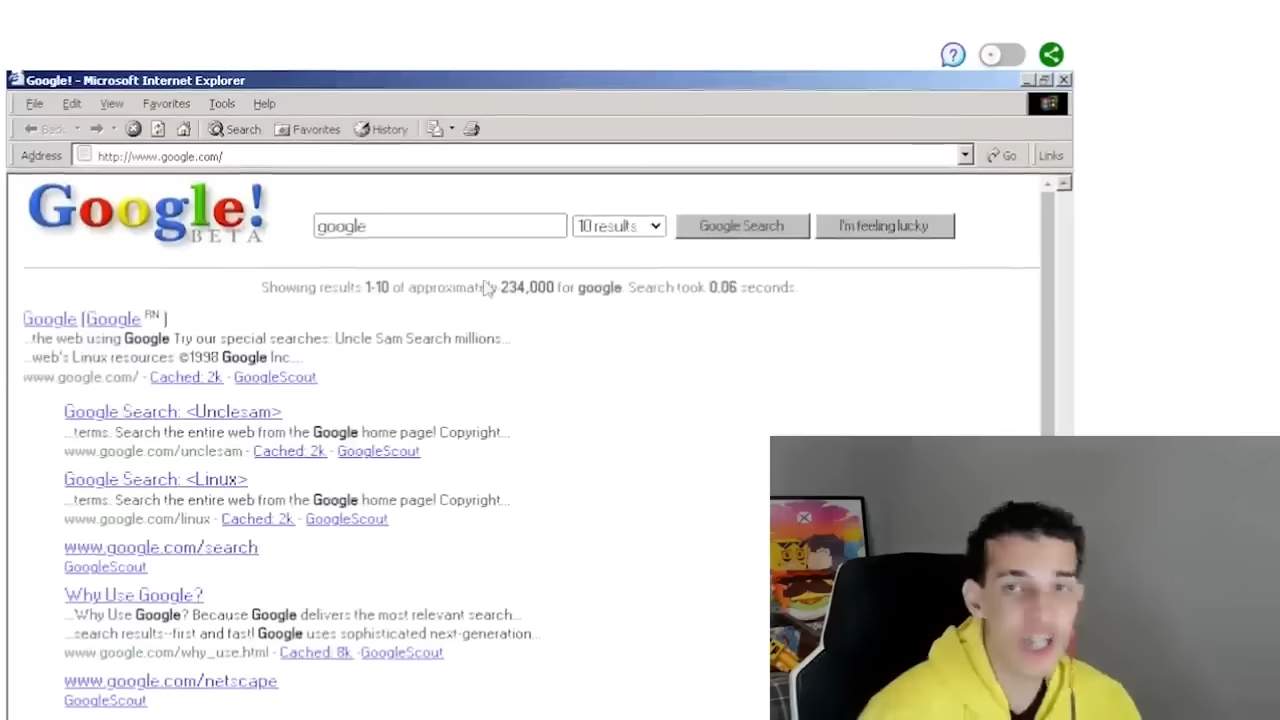 Google! - Microsoft Internet Explorer
File Edit View Favorites Tools Help
Back Search Favorites History
Address http://www.google.com/ Go Links
Google! BETA
google 10 results Google Search I'm feeling lucky
Showing results 1-10 of approximately 234,000 for google. Search took 0.06 seconds.
Google [Google RN ]
...the web using Google Try our special searches: Uncle Sam Search millions...
...web's Linux resources ©1998 Google Inc....
www.google.com/ - Cached: 2k - GoogleScout
Google Search: <Unclesam>
...terms. Search the entire web from the Google home page! Copyright...
www.google.com/unclesam - Cached: 2k - GoogleScout
Google Search: <Linux>
...terms. Search the entire web from the Google home page! Copyright...
www.google.com/linux - Cached: 2k - GoogleScout
www.google.com/search
GoogleScout
Why Use Google?
...Why Use Google? Because Google delivers the most relevant search...
...search results--first and fast! Google uses sophisticated next-generation...
www.google.com/why_use.html - Cached: 8k -GoogleScout
www.google.com/netscape
GoogleScout